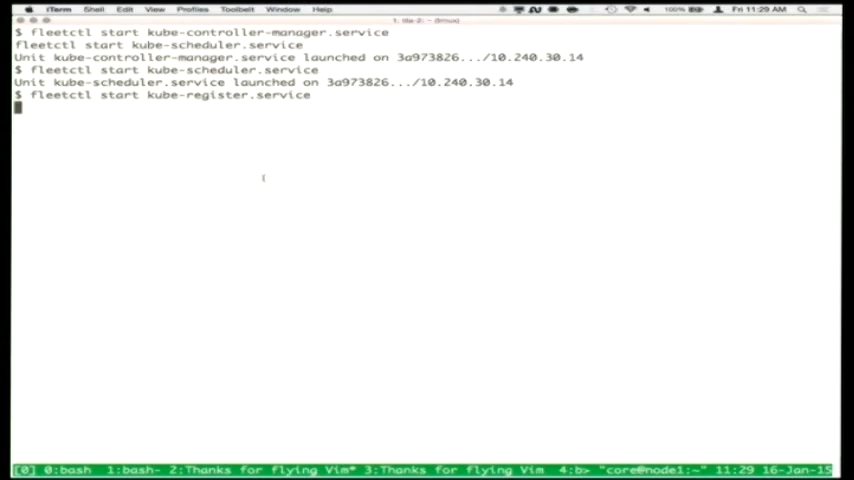 iTerm Shell Edit View Profiles Toolbelt Window Help 100% Fri 11:29 AM
$ fleetctl start kube-controller-manager.service
fleetctl start kube-scheduler.service
Unit kube-controller-manager.service launched on 3a973826.../10.240.30.14
$ fleetctl start kube-scheduler.service
Unit kube-scheduler.service launched on 3a973826.../10.240.30.14
$ fleetctl start kube-register.service
[0] 0:bash 1:bash- 2:Thanks for flying Vim* 3:Thanks for flying Vim 4:b> "core@node1:~" 11:29 16-Jan-15